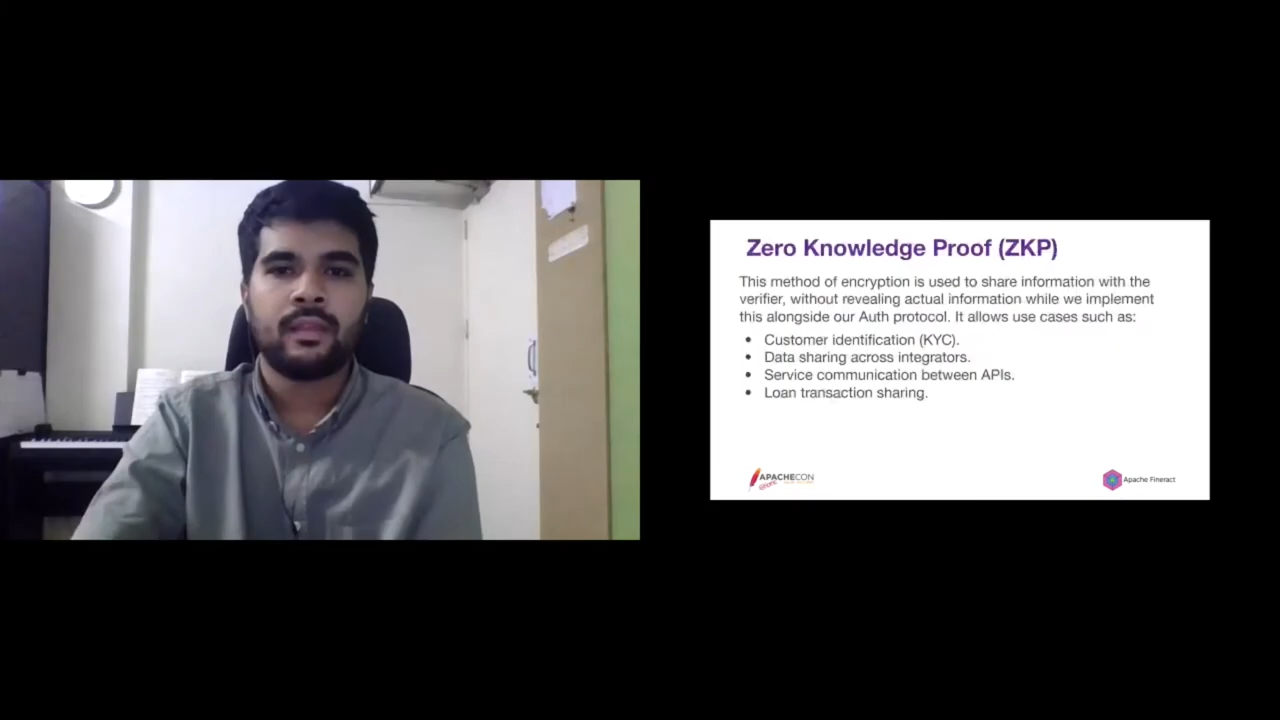 Zero Knowledge Proof (ZKP)
This method of encryption is used to share information with the
verifier, without revealing actual information while we implement
this alongside our Auth protocol. It allows use cases such as:
• Customer identification (KYC).
• Data sharing across integrators.
• Service communication between APIs.
• Loan transaction sharing.
APACHECON
Apache Fineract